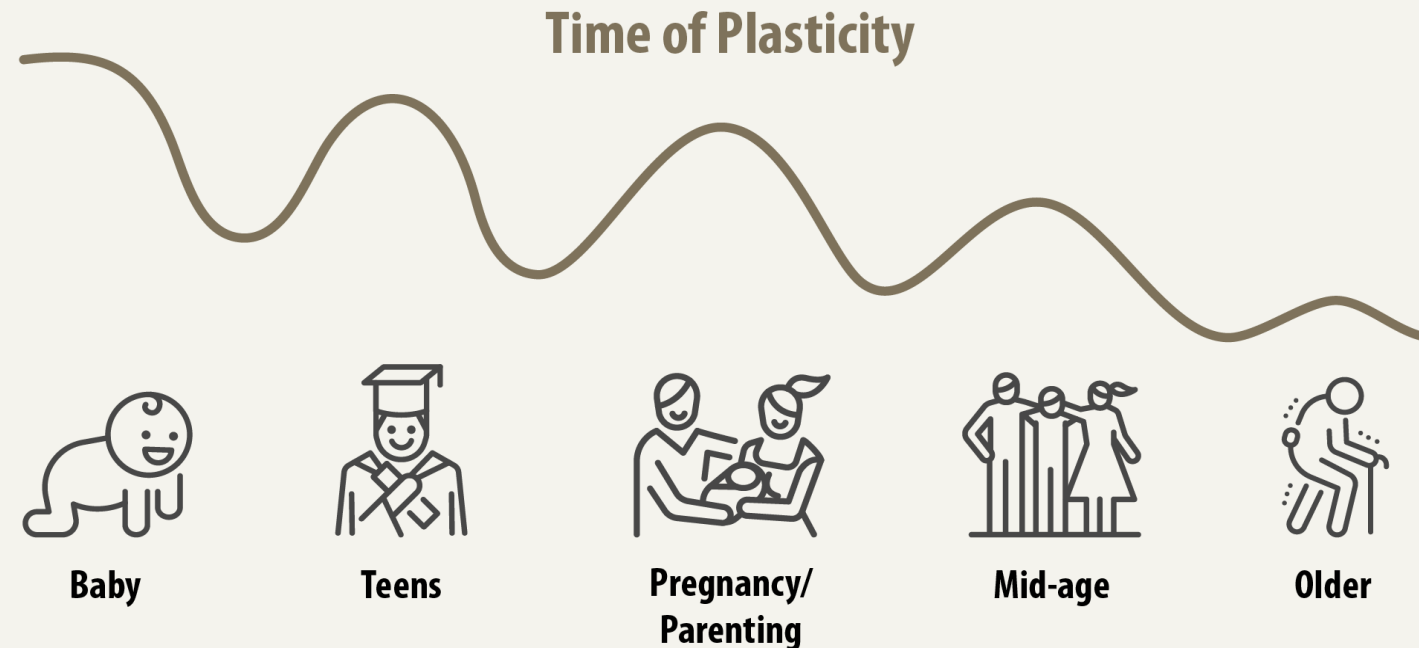 Time of Plasticity
Baby
Teens
Pregnancy/
Parenting
Mid-age
Older